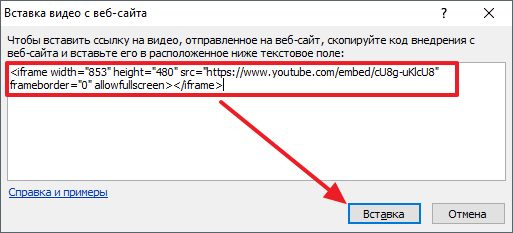 Вставка видео с веб-сайта
Чтобы вставить ссылку на видео, отправленное на веб-сайт, скопируйте код внедрения с
веб-сайта и вставьте его в расположенное ниже текстовое поле:
<iframe width="853" height="480" src="https://www.youtube.com/embed/cU8g-uKlcU8"
frameborder="0" allowfullscreen></iframe>
Справка и примеры
Вставка
Отмена